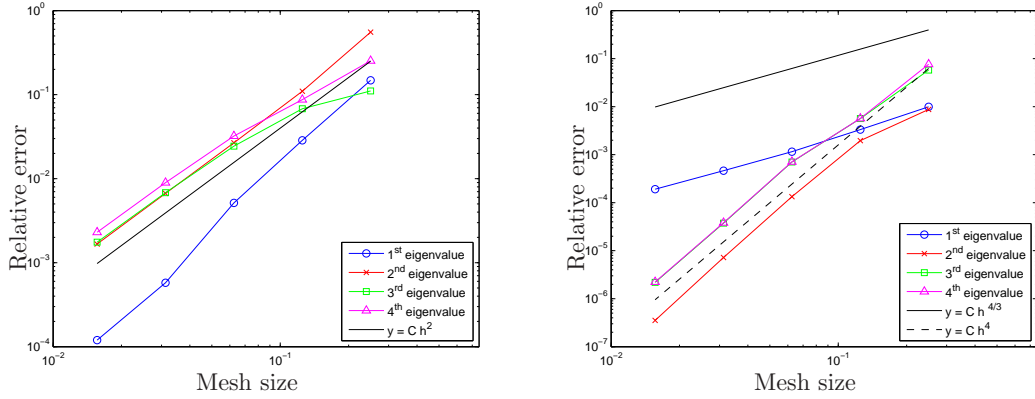 10^0
10^-1
10^-2
10^-3
10^-4
10^-2
10^-1
Relative error
Mesh size
1^st eigenvalue
2^nd eigenvalue
3^rd eigenvalue
4^th eigenvalue
y = C h^2
10^0
10^-1
10^-2
10^-3
10^-4
10^-5
10^-6
10^-7
10^-2
10^-1
Relative error
Mesh size
1^st eigenvalue
2^nd eigenvalue
3^rd eigenvalue
4^th eigenvalue
y = C h^4/3
y = C h^4